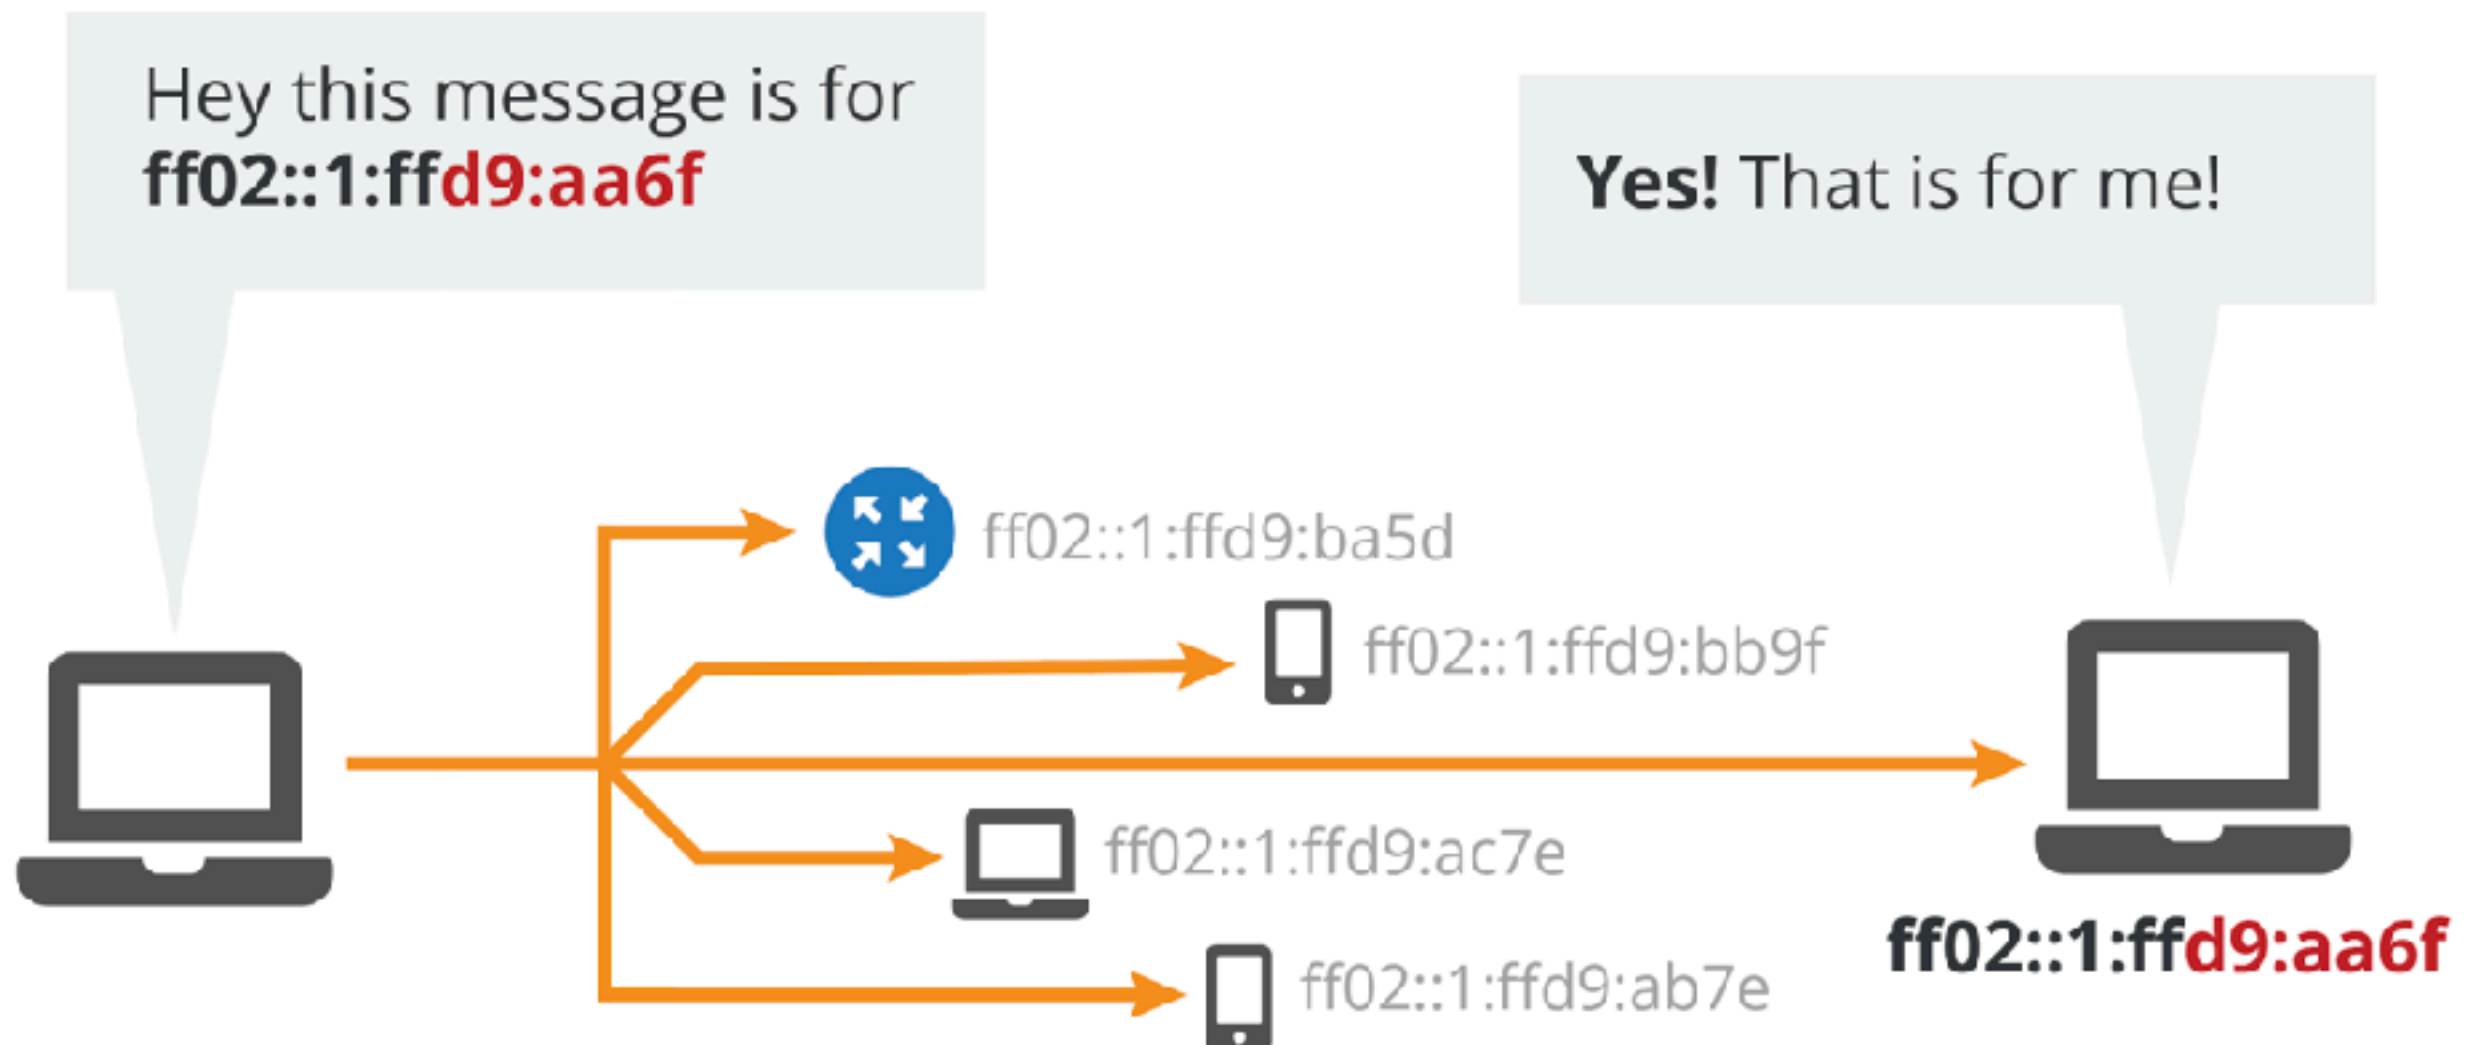 Hey this message is for
ff02::1:ffd9:aa6f
Yes! That is for me!
ff02::1:ffd9:ba5d
ff02::1:ffd9:bb9f
ff02::1:ffd9:ac7e
ff02::1:ffd9:aa6f
ff02::1:ffd9:ab7e